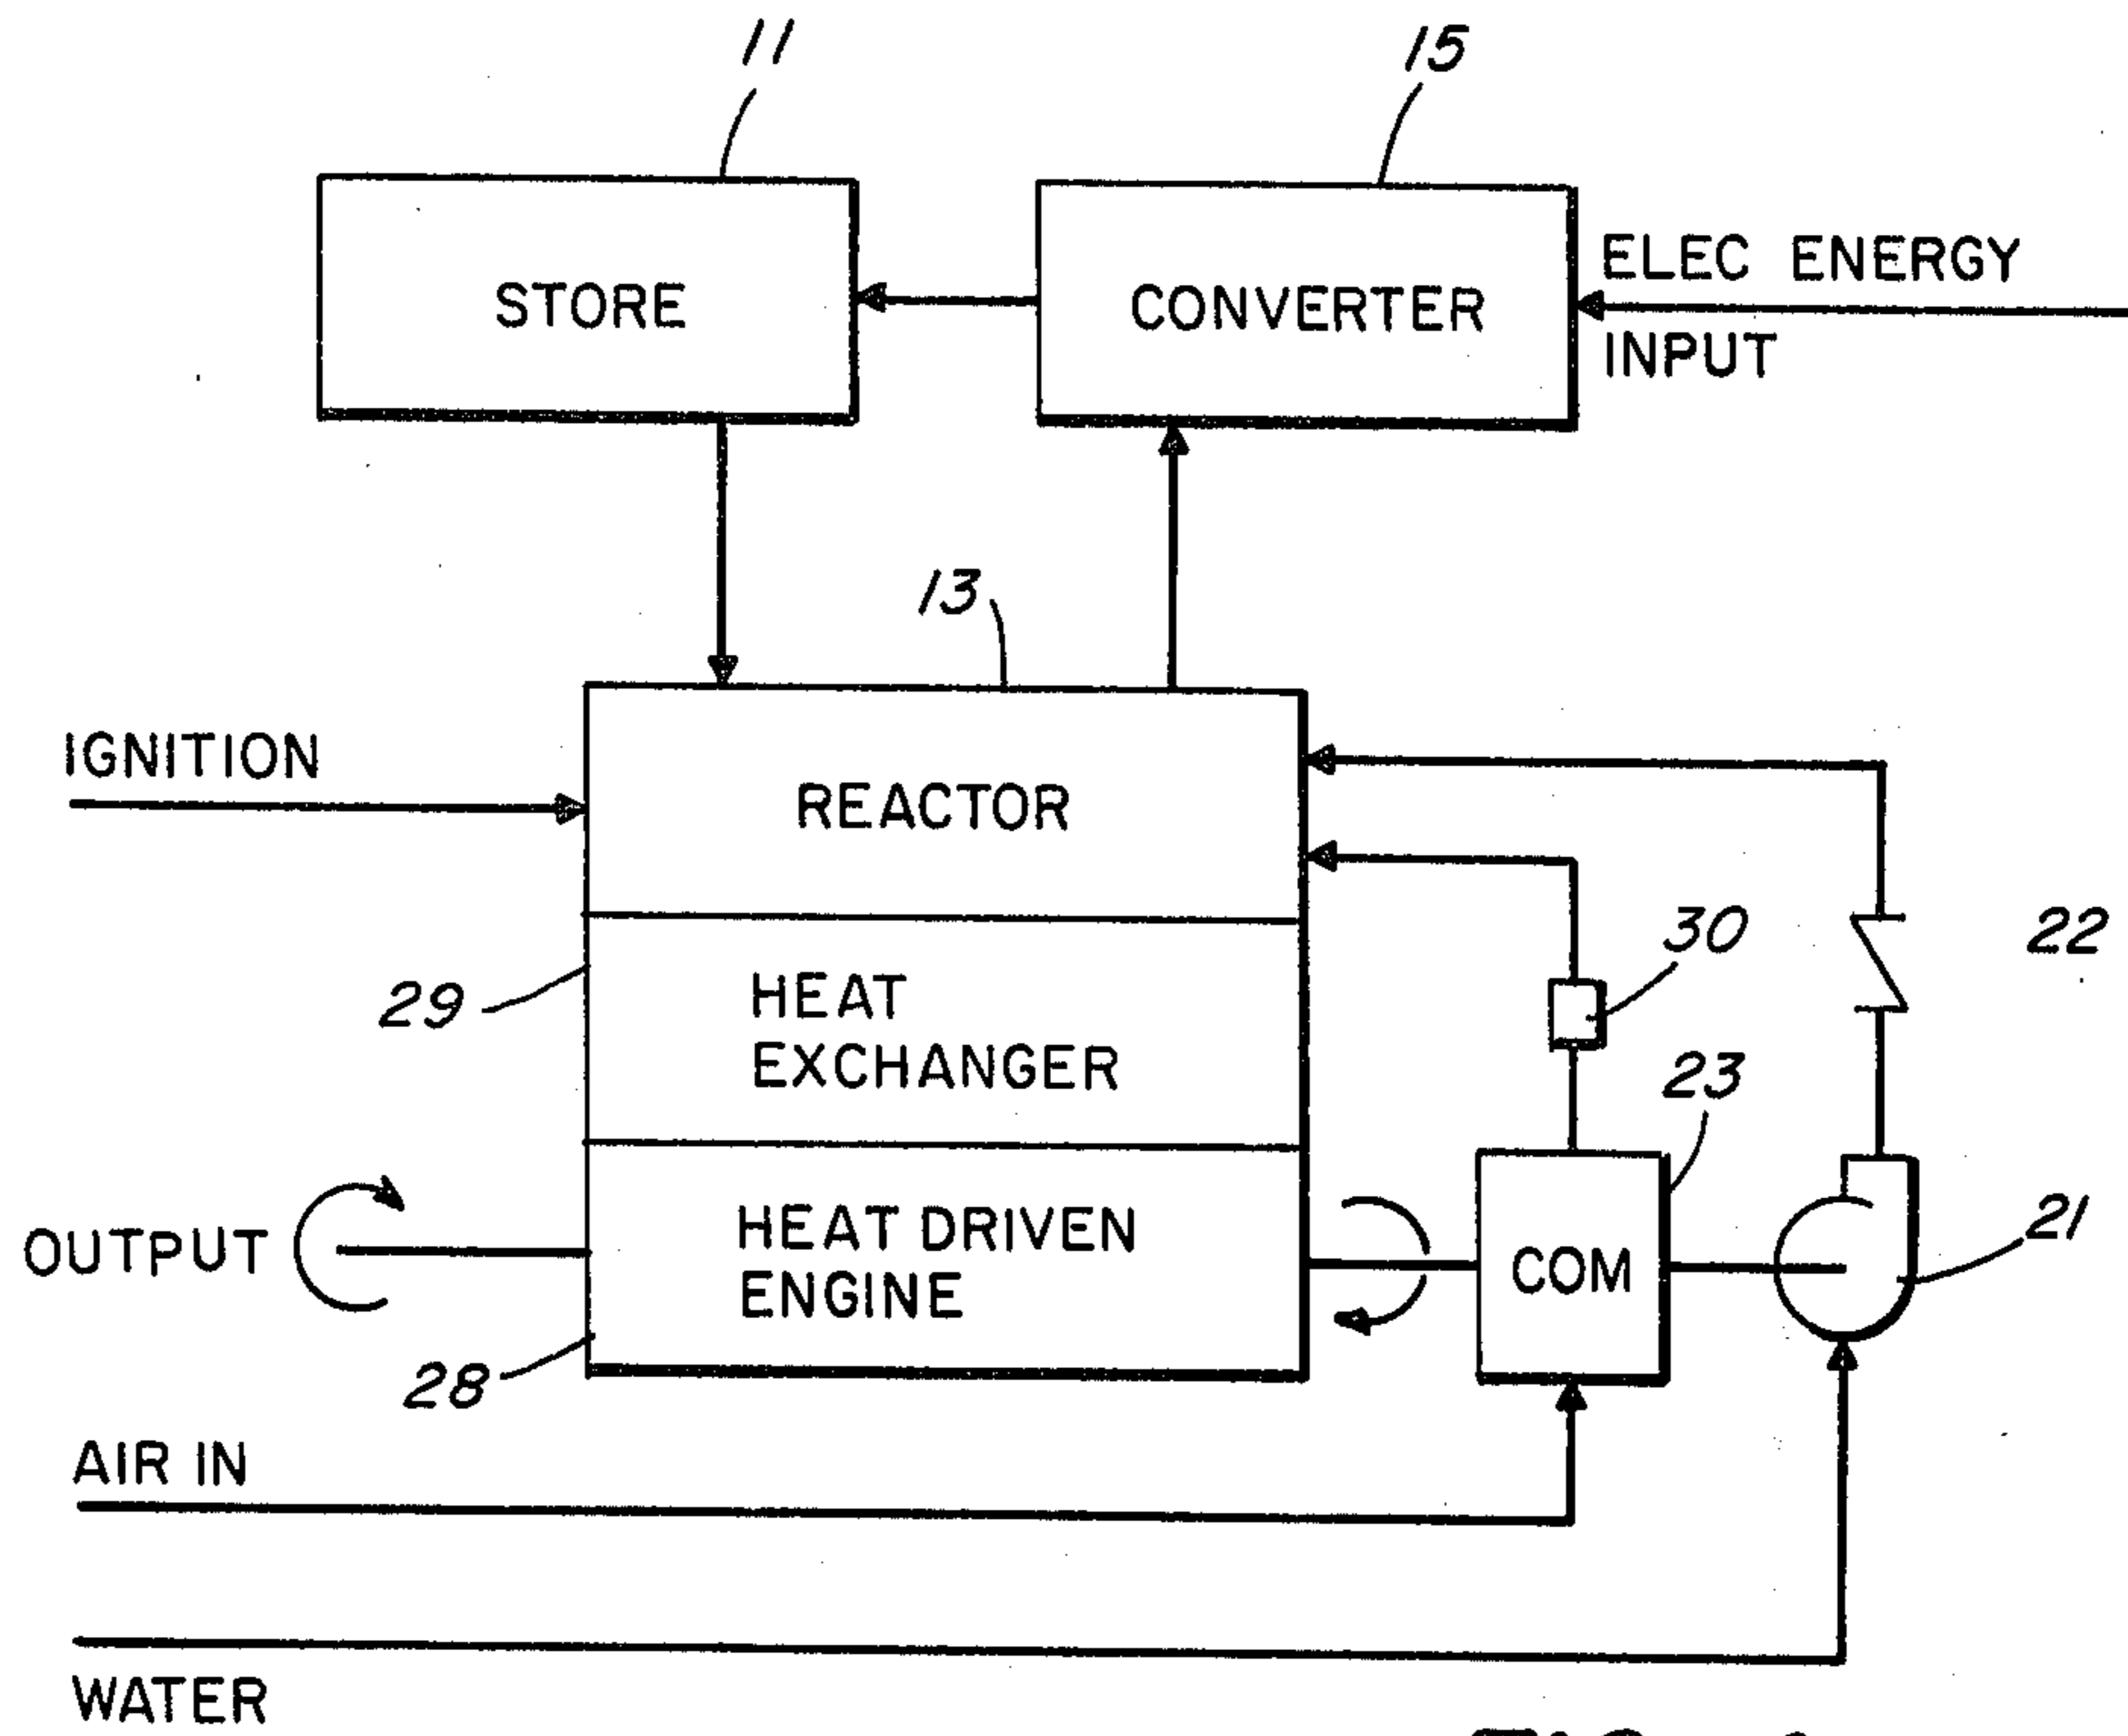 11
15
STORE
CONVERTER
ELEC ENERGY
INPUT
13
IGNITION
REACTOR
30
22
29
HEAT
EXCHANGER
23
21
OUTPUT
HEAT DRIVEN
ENGINE
COM
28
AIR IN
WATER